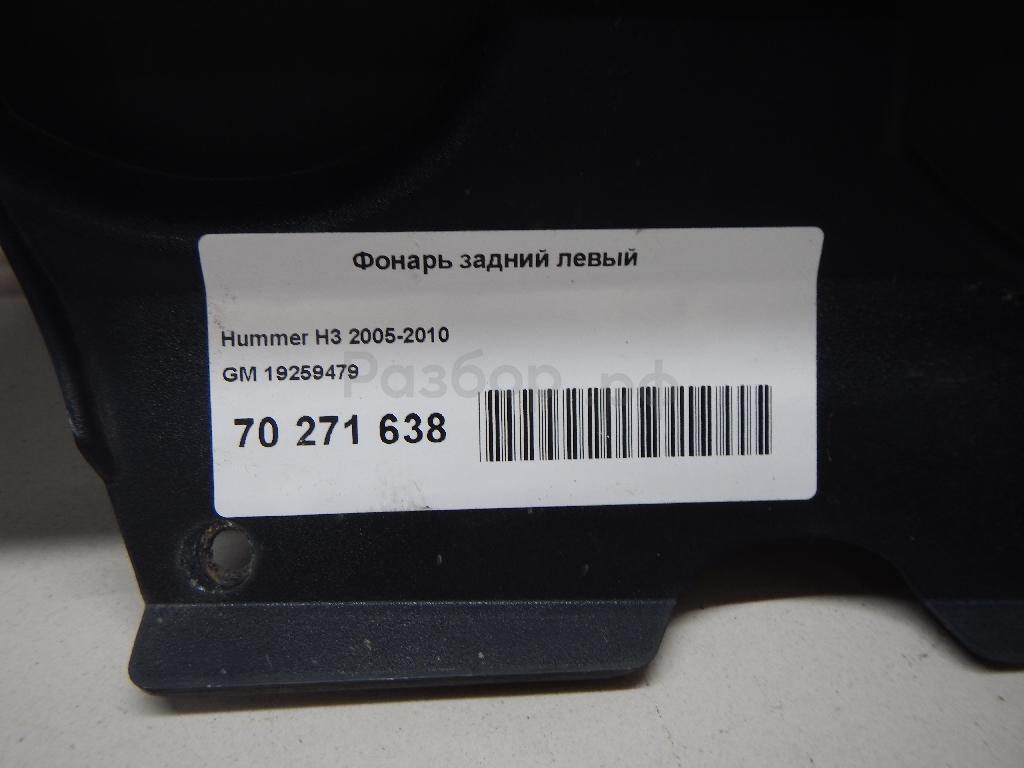 Фонарь задний левый
Hummer H3 2005-2010
GM 19259479
Разбор.рф
70 271 638